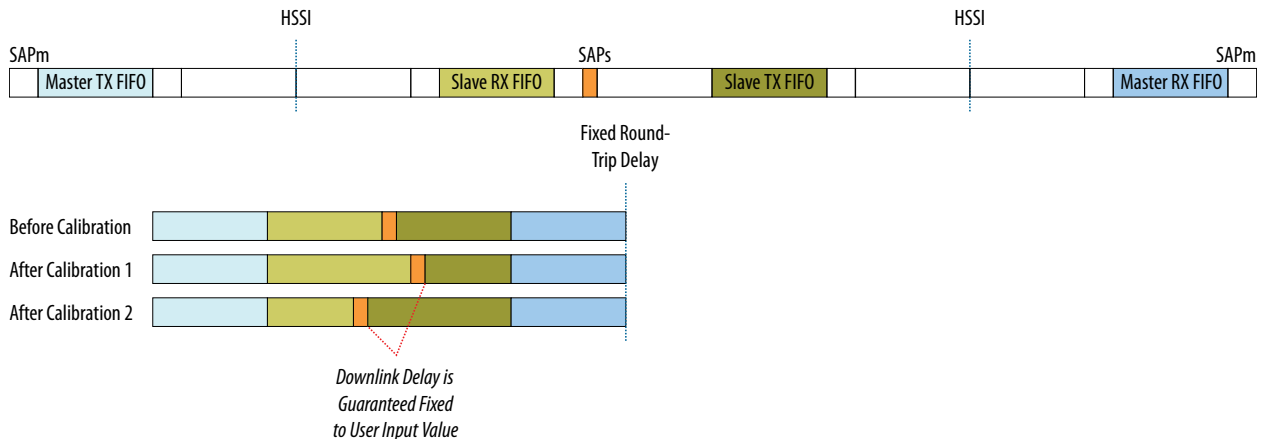 HSSI
HSSI
SAPm
SAPs
SAPm
Master TX FIFO
Slave RX FIFO
Slave TX FIFO
Master RX FIFO
Fixed Round-
Trip Delay
Before Calibration
After Calibration 1
After Calibration 2
Downlink Delay is
Guaranteed Fixed
to User Input Value